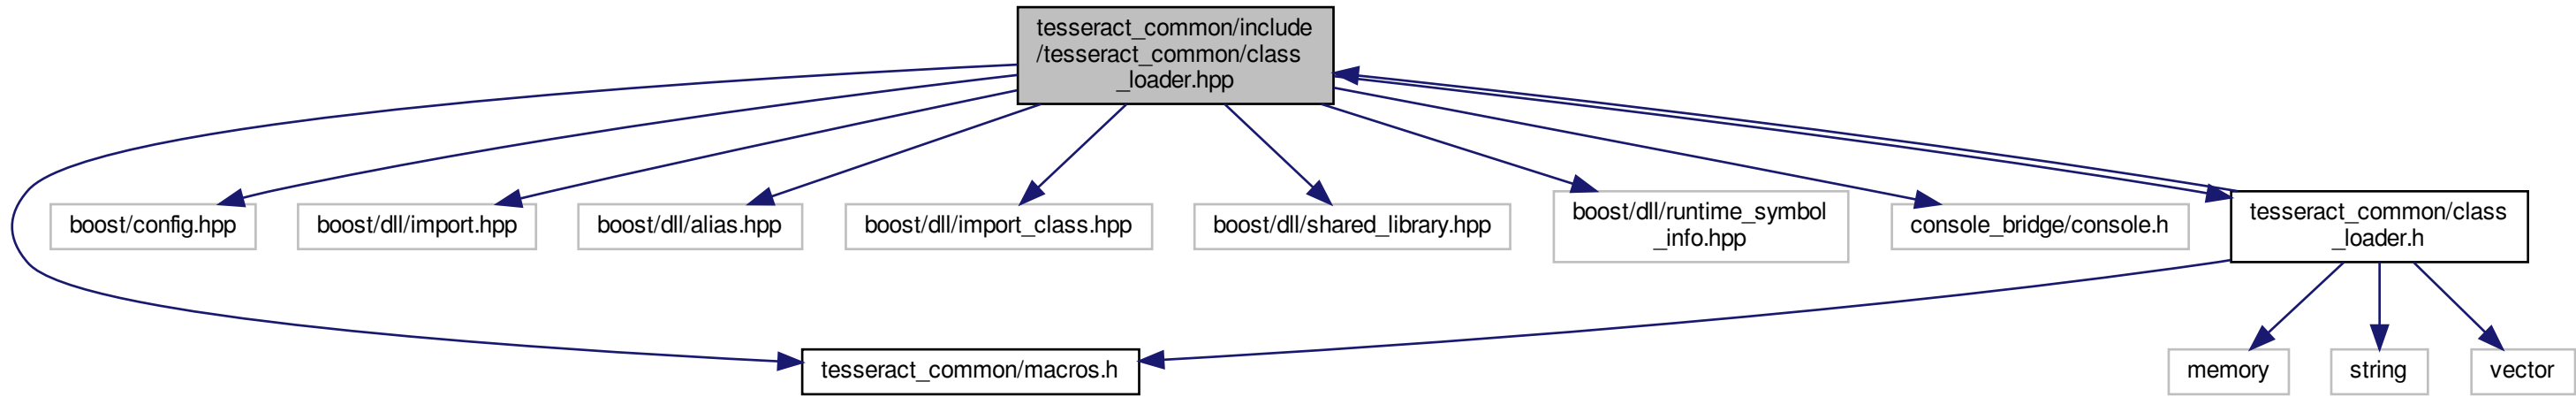 tesseract_common/include
/tesseract_common/class
_loader.hpp
boost/config.hpp
boost/dll/import.hpp
boost/dll/alias.hpp
boost/dll/import_class.hpp
boost/dll/shared_library.hpp
boost/dll/runtime_symbol
_info.hpp
console_bridge/console.h
tesseract_common/class
_loader.h
tesseract_common/macros.h
memory
string
vector